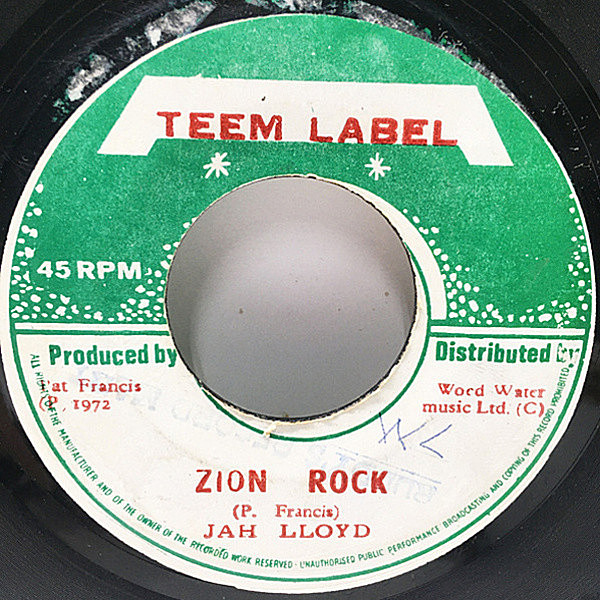 TEEM LABEL
45 RPM
Produced by
Pat Francis
(P) 1972
Distributed by
Word Water
music Ltd. (C)
ZION ROCK
(P. Francis)
JAH LLOYD
ALL RIGHTS OF THE MANUFACTURER AND OF THE OWNER OF THE RECORDED WORK RESERVED · UNAUTHORISED PUBLIC PERFORMANCE BROADCASTING AND COPYING OF THIS RECORD PROHIBITED